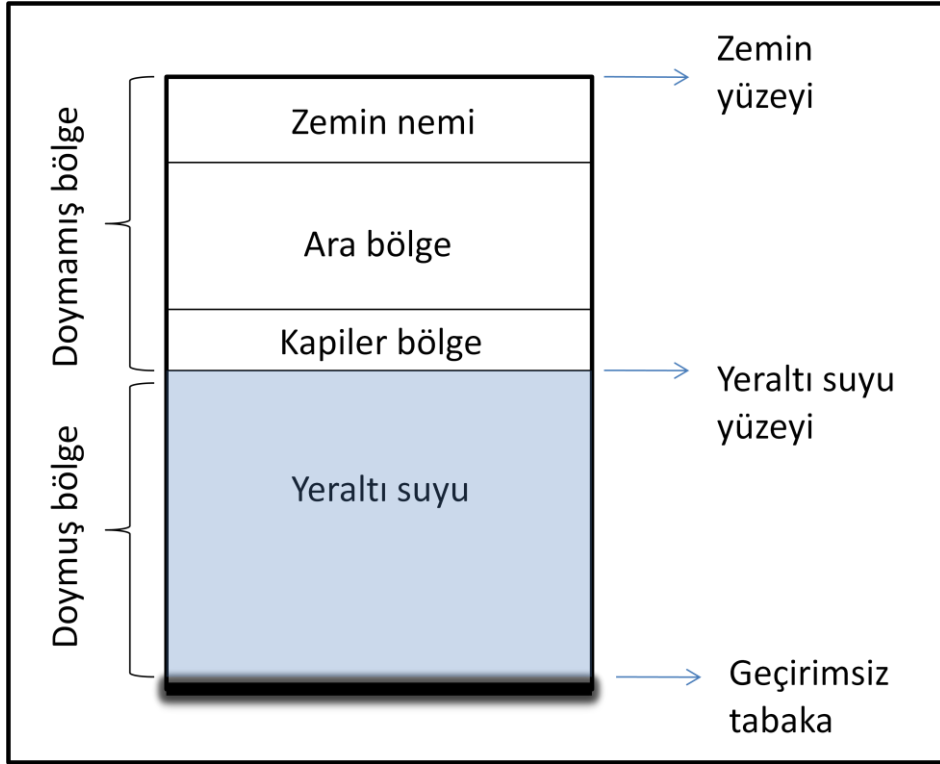 Zemin
yüzeyi
Zemin nemi
Doymamış bölge
Ara bölge
Kapiler bölge
Yeraltı suyu
yüzeyi
Yeraltı suyu
Doymuş bölge
Geçirimsiz
tabaka